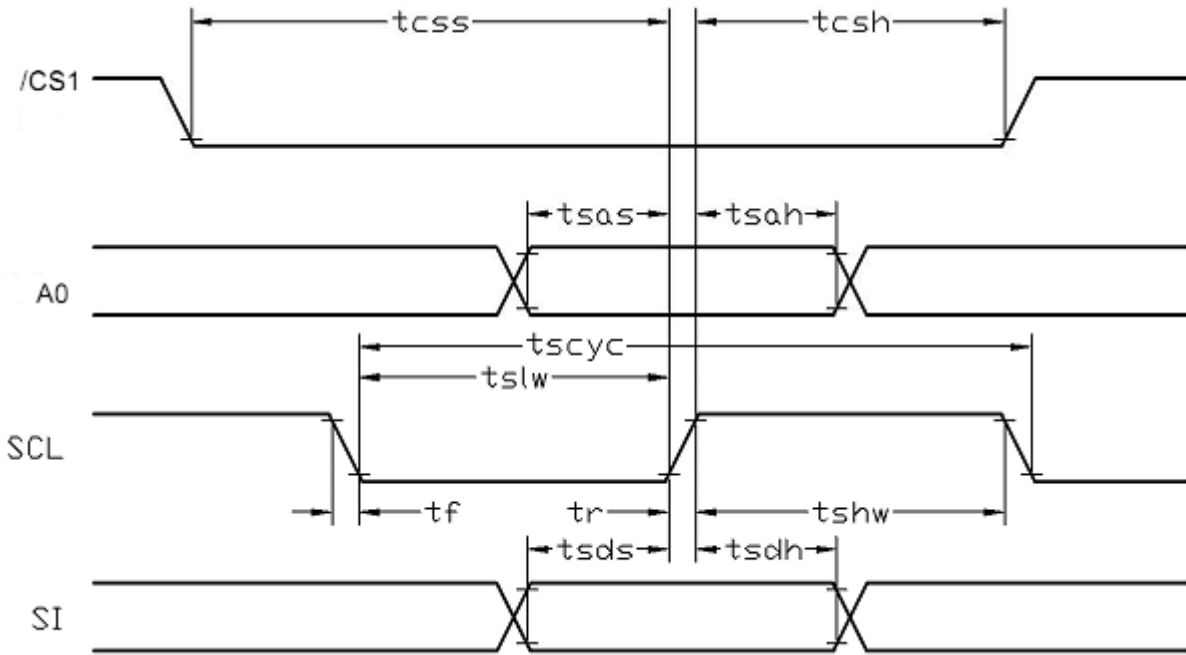 tcss tcsh
/CS1
tsas tsah
A0
tscyc
tslw
SCL
tf tr tshw
tsds tsdh
SI